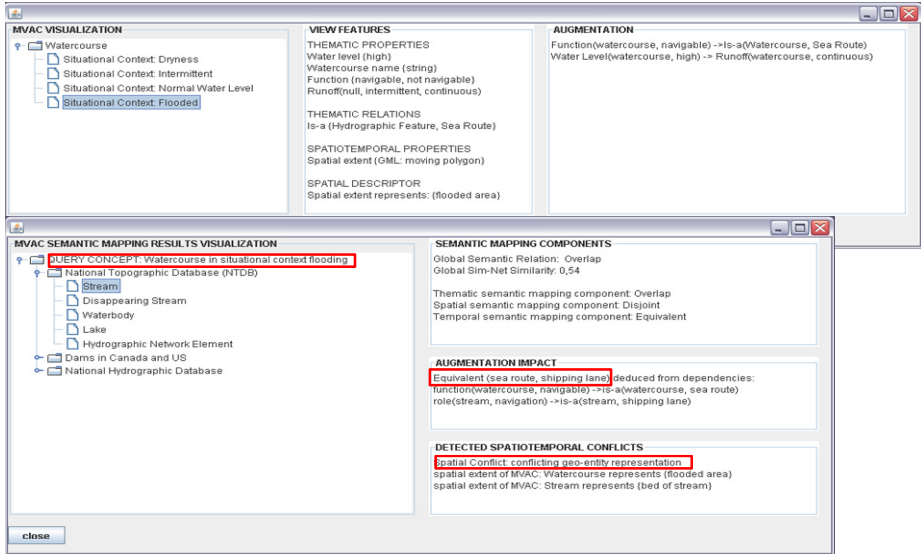 MVAC VISUALIZATION
Watercourse
Situational Context: Dryness
Situational Context: Intermittent
Situational Context: Normal Water Level
Situational Context: Flooded
VIEW FEATURES
THEMATIC PROPERTIES
Water level {high}
Watercourse name {string}
Function {navigable, not navigable}
Runoff{null, intermittent, continuous}
THEMATIC RELATIONS
Is-a {Hydrographic Feature, Sea Route}
SPATIOTEMPORAL PROPERTIES
Spatial extent {GML: moving polygon}
SPATIAL DESCRIPTOR
Spatial extent represents: {flooded area}
AUGMENTATION
Function(watercourse, navigable) ->Is-a(Watercourse, Sea Route)
Water Level(watercourse, high) -> Runoff(watercourse, continuous)
MVAC SEMANTIC MAPPING RESULTS VISUALIZATION
QUERY CONCEPT: Watercourse in situational context flooding
National Topographic Database (NTDB)
Stream
Disappearing Stream
Waterbody
Lake
Hydrographic Network Element
Dams in Canada and US
National Hydrographic Database
SEMANTIC MAPPING COMPONENTS
Global Semantic Relation: Overlap
Global Sim-Net Similarity: 0,54
Thematic semantic mapping component: Overlap
Spatial semantic mapping component: Disjoint
Temporal semantic mapping component: Equivalent
AUGMENTATION IMPACT
Equivalent (sea route, shipping lane) deduced from dependencies:
function(watercourse, navigable) ->is-a(watercourse, sea route)
role(stream, navigation) ->is-a(stream, shipping lane)
DETECTED SPATIOTEMPORAL CONFLICTS
Spatial Conflict: conflicting geo-entity representation
spatial extent of MVAC: Watercourse represents {flooded area}
spatial extent of MVAC: Stream represents {bed of stream}
close